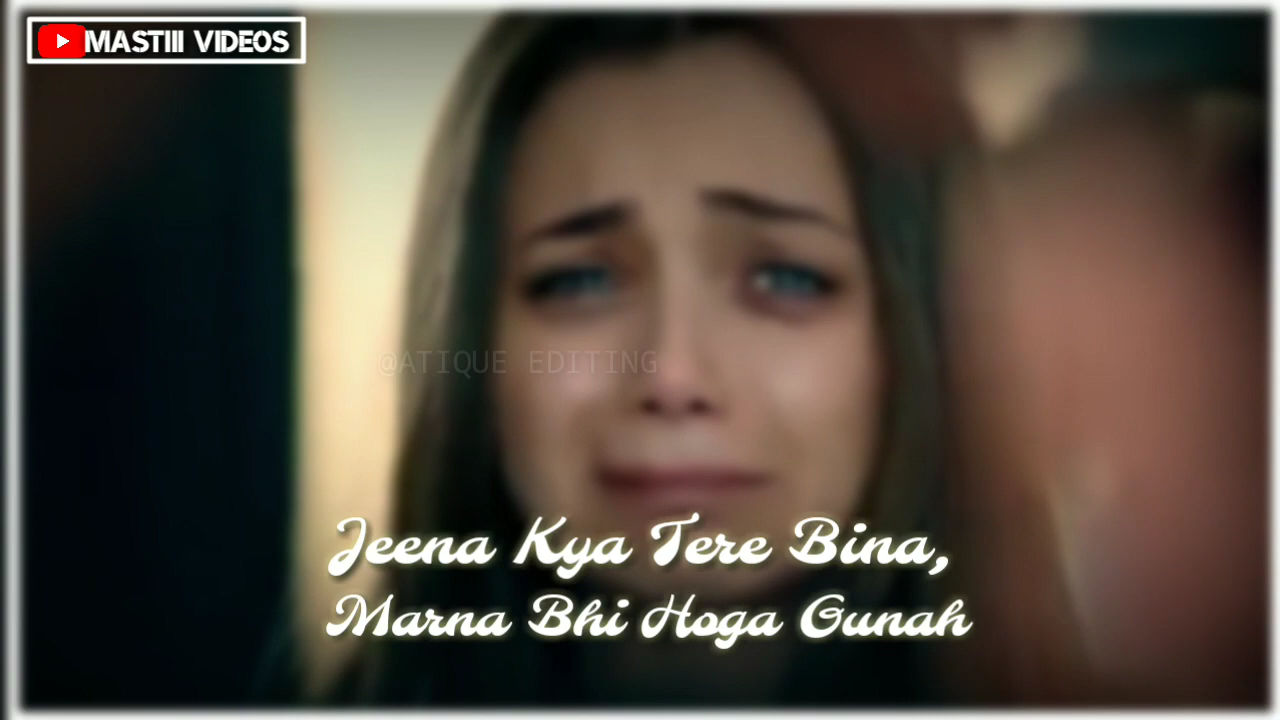 MASTIII VIDEOS
@ATIQUE EDITING
Jeena Kya Tere Bina,
Marna Bhi Hoga Gunah